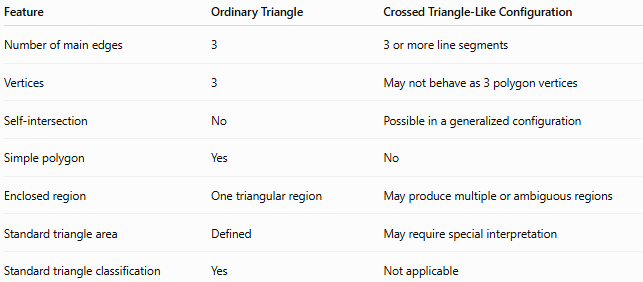 Feature Ordinary Triangle Crossed Triangle-Like Configuration
Number of main edges 3 3 or more line segments
Vertices 3 May not behave as 3 polygon vertices
Self-intersection No Possible in a generalized configuration
Simple polygon Yes No
Enclosed region One triangular region May produce multiple or ambiguous regions
Standard triangle area Defined May require special interpretation
Standard triangle classification Yes Not applicable